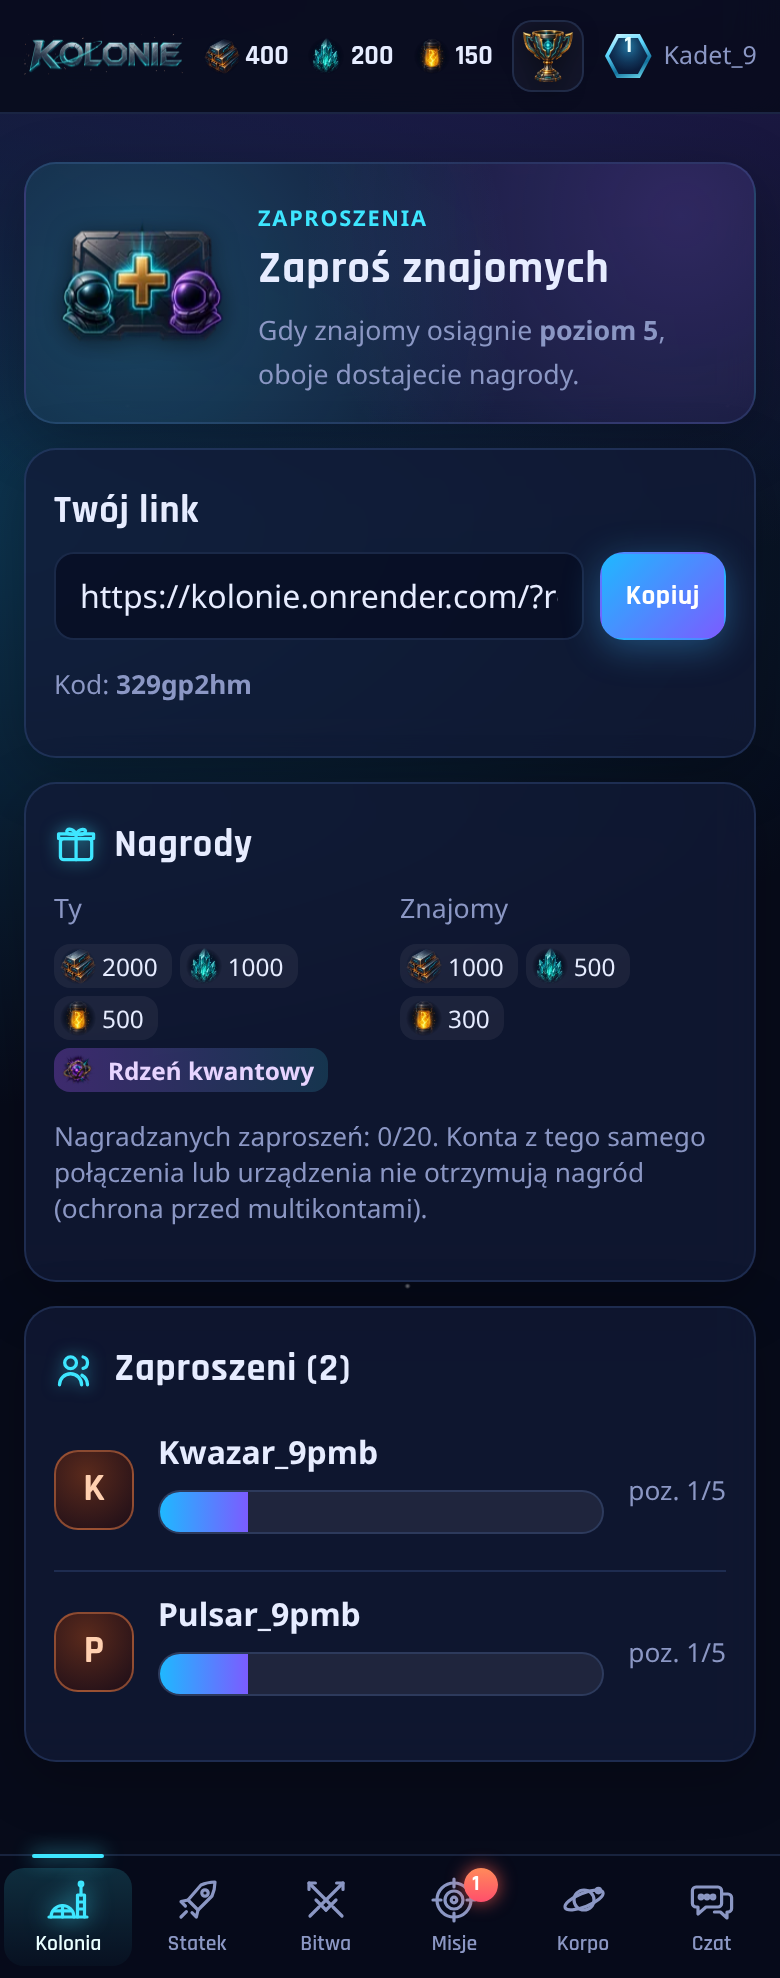 KOLONIE 400 200 150 1 Kadet_9
ZAPROSZENIA
Zaproś znajomych
Gdy znajomy osiągnie poziom 5,
oboje dostajecie nagrody.
Twój link
https://kolonie.onrender.com/?r
Kopiuj
Kod: 329gp2hm
Nagrody
Ty
2000 1000
500
Rdzeń kwantowy
Znajomy
1000 500
300
Nagradzanych zaproszeń: 0/20. Konta z tego samego
połączenia lub urządzenia nie otrzymują nagród
(ochrona przed multikontami).
Zaproszeni (2)
K
Kwazar_9pmb
poz. 1/5
P
Pulsar_9pmb
poz. 1/5
1
Kolonia Statek Bitwa Misje Korpo Czat